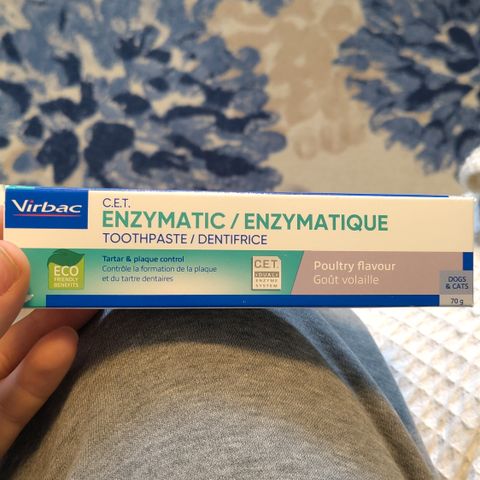 Virbac
C.E.T.
ENZYMATIC / ENZYMATIQUE
TOOTHPASTE / DENTIFRICE
ECO
FRIENDLY
BENEFITS
Tartar & plaque control
Contrôle la formation de la plaque
et du tartre dentaires
C.E.T.
ENZYME
SYSTEM
Poultry flavour
Goût volaille
DOGS
& CATS
70 g